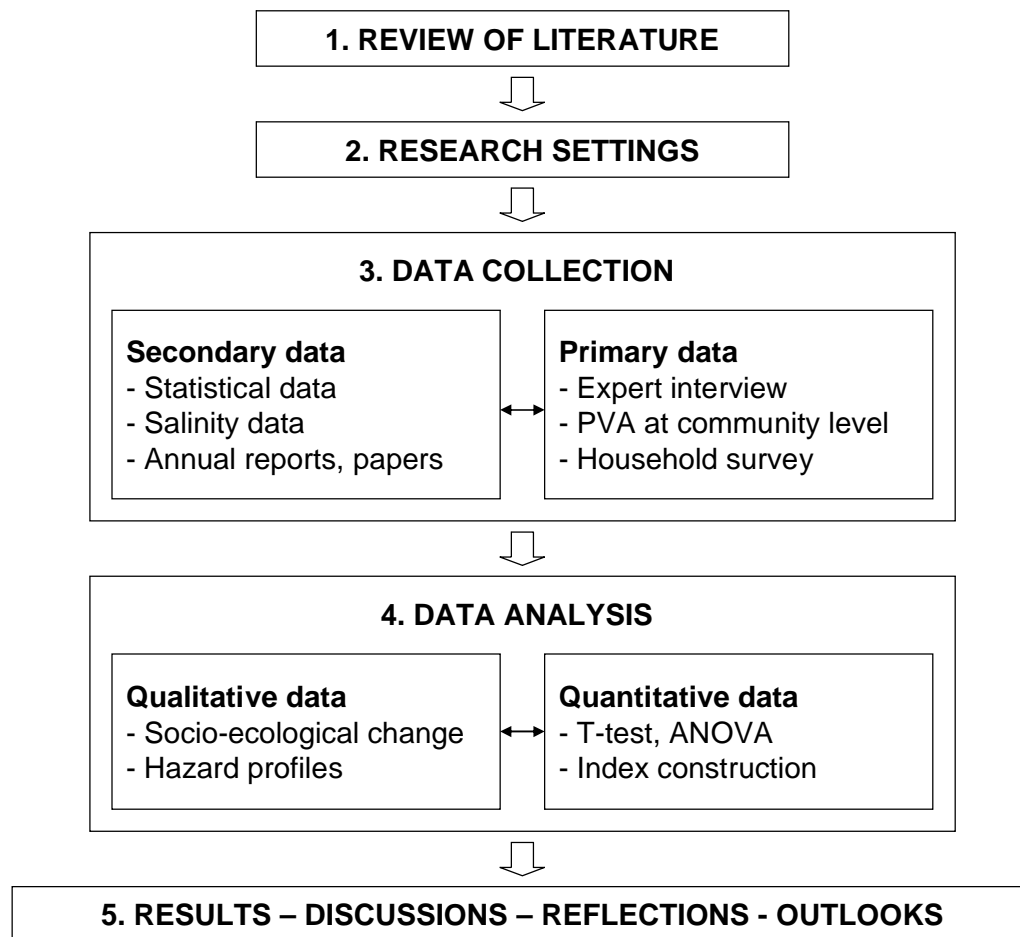 1. REVIEW OF LITERATURE
2. RESEARCH SETTINGS
3. DATA COLLECTION
Secondary data
- Statistical data
- Salinity data
- Annual reports, papers
Primary data
- Expert interview
- PVA at community level
- Household survey
4. DATA ANALYSIS
Qualitative data
- Socio-ecological change
- Hazard profiles
Quantitative data
- T-test, ANOVA
- Index construction
5. RESULTS – DISCUSSIONS – REFLECTIONS - OUTLOOKS